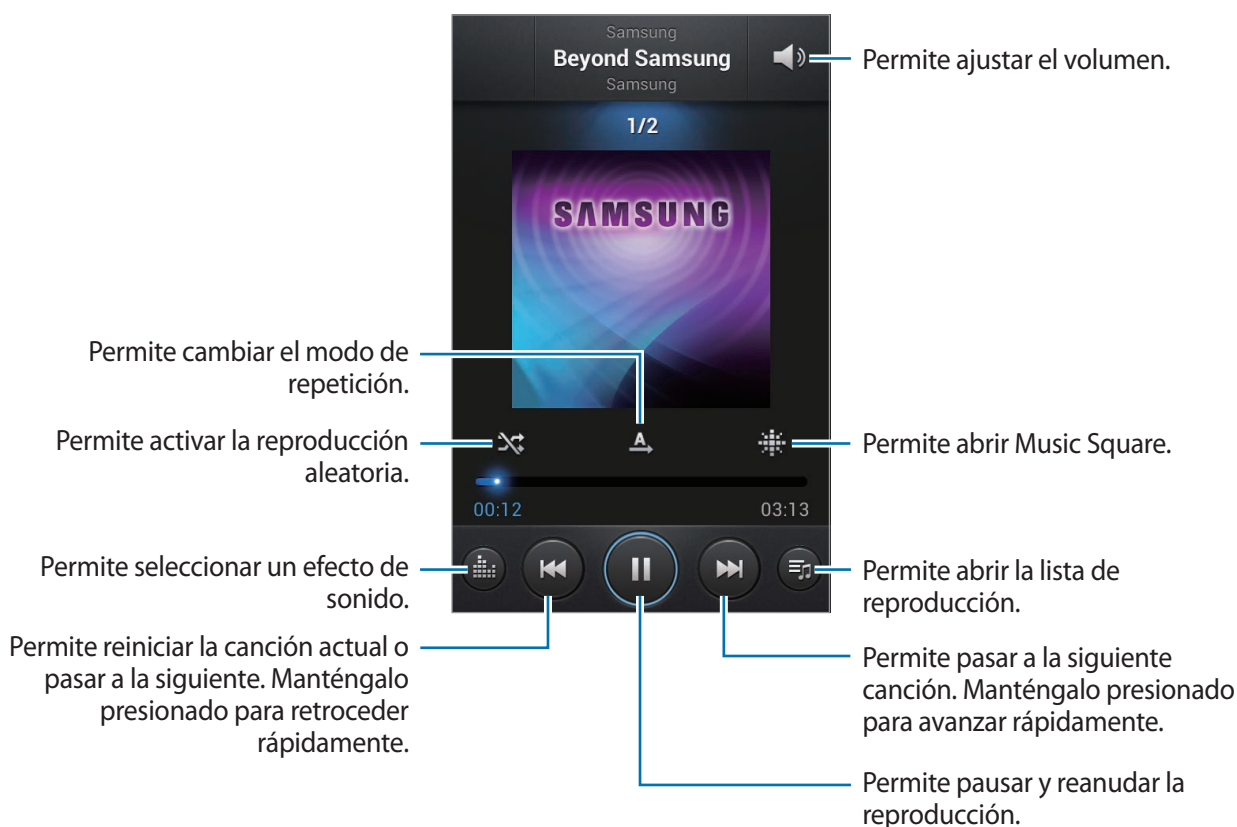 Samsung
Beyond Samsung
Samsung
Permite ajustar el volumen.
1/2
SAMSUNG
Permite cambiar el modo de
repetición.
A
Permite activar la reproducción
aleatoria.
Permite abrir Music Square.
00:12
03:13
Permite seleccionar un efecto de
sonido.
Permite abrir la lista de
reproducción.
Permite reiniciar la canción actual o
pasar a la siguiente. Manténgalo
presionado para retroceder
rápidamente.
Permite pasar a la siguiente
canción. Manténgalo presionado
para avanzar rápidamente.
Permite pausar y reanudar la
reproducción.